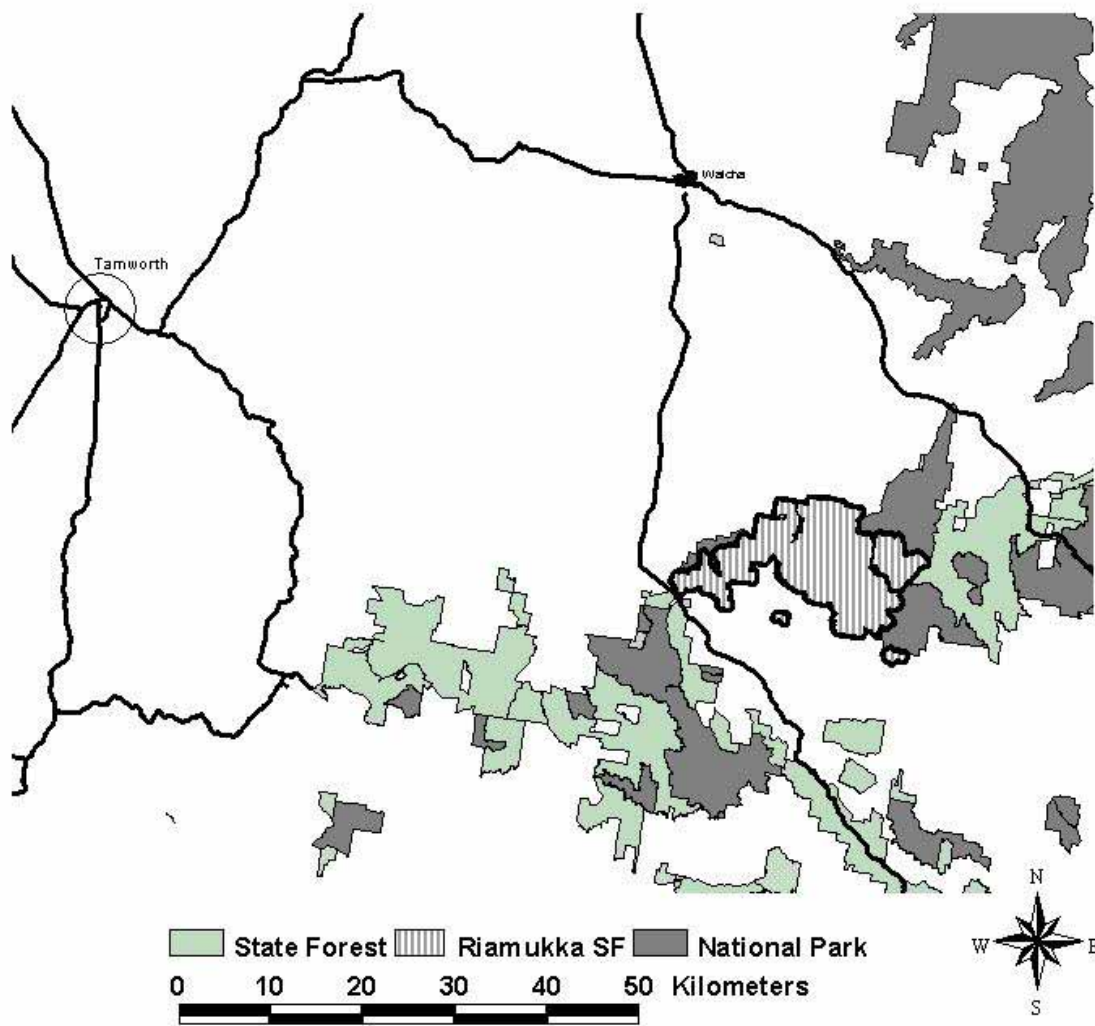 Walcha
Tamworth
N
W E
S
State Forest Riamukka SF National Park
0 10 20 30 40 50 Kilometers